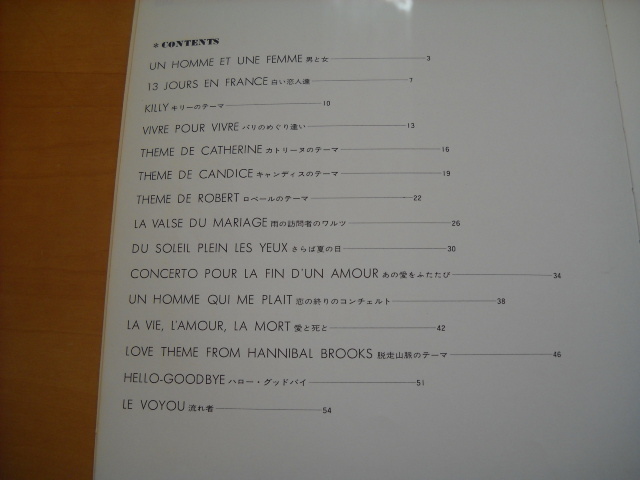 *CONTENTS
UN HOMME ET UNE FEMME 男と女 3
13 JOURS EN FRANCE 白い恋人達 7
KILLY キリーのテーマ 10
VIVRE POUR VIVRE パリのめぐり逢い 13
THEME DE CATHERINE カトリーヌのテーマ 16
THEME DE CANDICE キャンディスのテーマ 19
THEME DE ROBERT ロベールのテーマ 22
LA VALSE DU MARIAGE 雨の訪問者のワルツ 26
DU SOLEIL PLEIN LES YEUX さらば夏の日 30
CONCERTO POUR LA FIN D'UN AMOUR あの愛をふたたび 34
UN HOMME QUI ME PLAIT 恋の終りのコンチェルト 38
LA VIE, L'AMOUR, LA MORT 愛と死と 42
LOVE THEME FROM HANNIBAL BROOKS 脱走山脈のテーマ 46
HELLO-GOODBYE ハロー・グッドバイ 51
LE VOYOU 流れ者 54